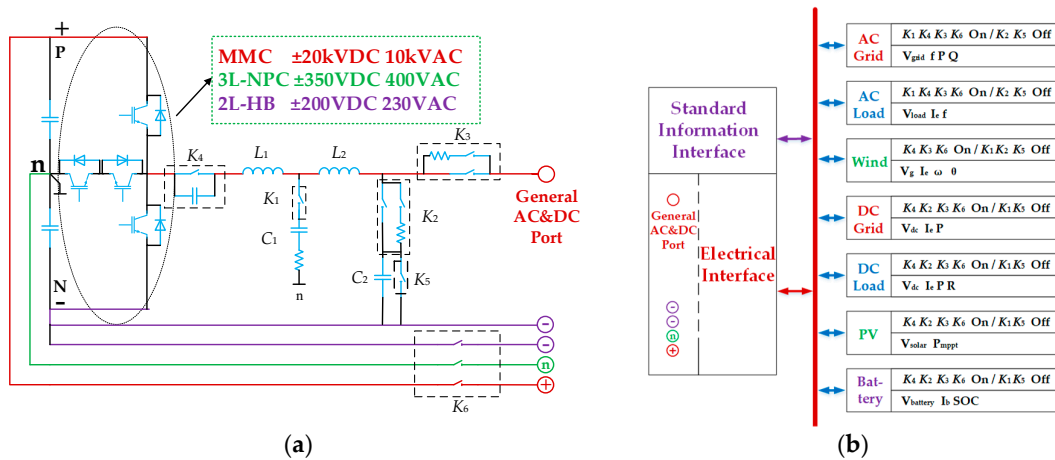 +
P
MMC ±20kVDC 10kVAC
3L-NPC ±350VDC 400VAC
2L-HB ±200VDC 230VAC
n
K4
L1
L2
K3
K1
K2
General
AC&DC
Port
C1
n
C2
K5
N
-
-
-
n
+
K6
(a)
Standard
Information
Interface
General
AC&DC
Port
Electrical
Interface
-
-
n
+
AC
Grid
K1 K4 K3 K6 On / K2 K5 Off
Vgrid f P Q
AC
Load
K1 K4 K3 K6 On / K2 K5 Off
Vload Ie f
Wind
K4 K3 K6 On / K1 K2 K5 Off
Vg Ie ω θ
DC
Grid
K4 K2 K3 K6 On / K1 K5 Off
Vdc Ie P
DC
Load
K4 K2 K3 K6 On / K1 K5 Off
Vdc Ie P R
PV
K4 K2 K3 K6 On / K1 K5 Off
Vsolar Pmppt
Bat-
tery
K4 K2 K3 K6 On / K1 K5 Off
Vbattery Ib SOC
(b)